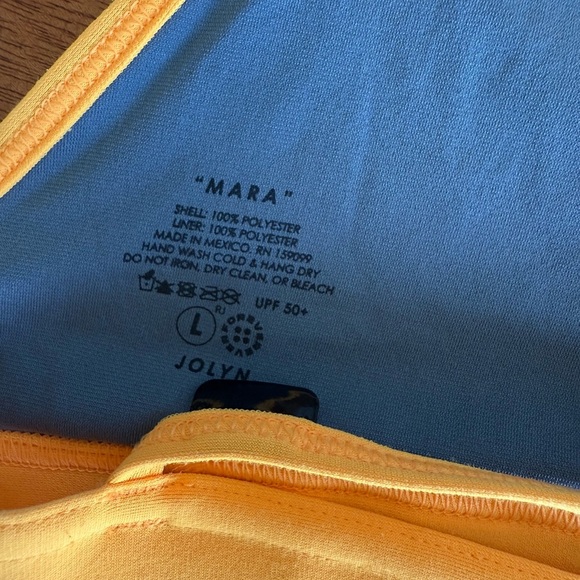 "MARA"
SHELL: 100% POLYESTER
LINER: 100% POLYESTER
MADE IN MEXICO. RN 159099
HAND WASH COLD & HANG DRY
DO NOT IRON, DRY CLEAN, OR BLEACH
UPF 50+
RJ
L
JOLYN